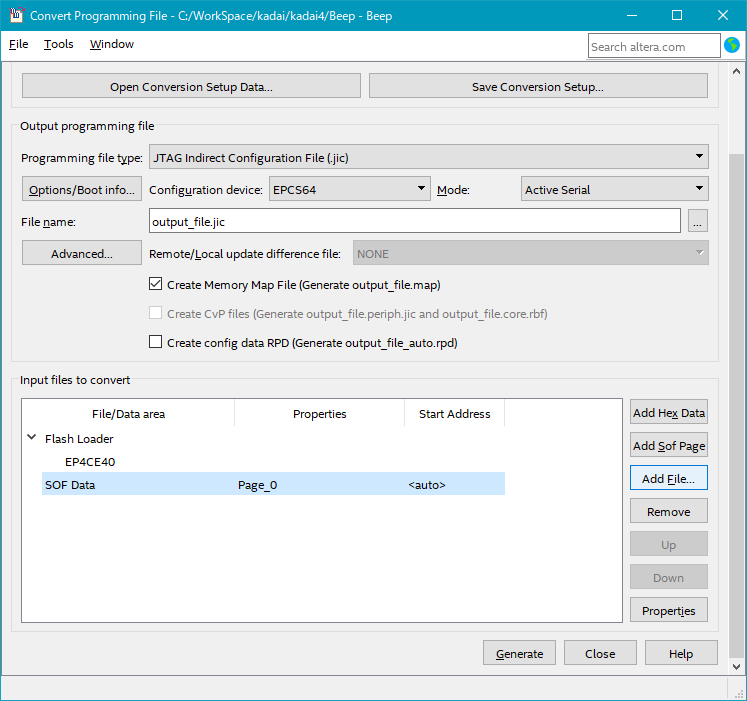 Convert Programming File - C:/WorkSpace/kadai/kadai4/Beep - Beep
File Tools Window
Search altera.com
Open Conversion Setup Data... Save Conversion Setup...
Output programming file
Programming file type: JTAG Indirect Configuration File (.jic)
Options/Boot info... Configuration device: EPCS64 Mode: Active Serial
File name: output_file.jic ...
Advanced... Remote/Local update difference file: NONE
Create Memory Map File (Generate output_file.map)
Create CvP files (Generate output_file.periph.jic and output_file.core.rbf)
Create config data RPD (Generate output_file_auto.rpd)
Input files to convert
File/Data area Properties Start Address
Flash Loader
EP4CE40
SOF Data Page_0 <auto>
Add Hex Data
Add Sof Page
Add File...
Remove
Up
Down
Properties
Generate Close Help